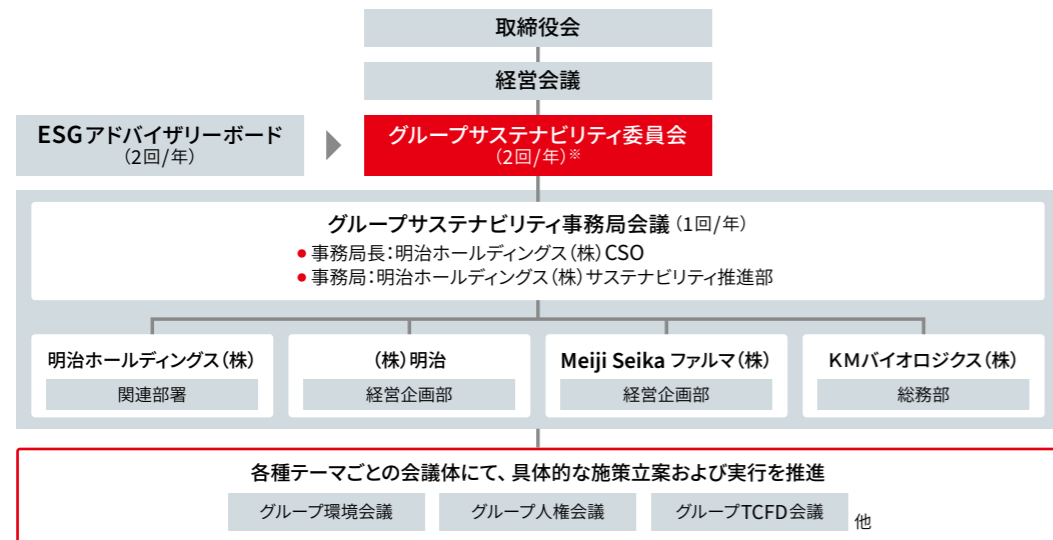 取締役会
経営会議
ESGアドバイザリーボード
(2回/年)
グループサステナビリティ委員会
(2回/年)※
グループサステナビリティ事務局会議(1回/年)
● 事務局長:明治ホールディングス(株)CSO
● 事務局:明治ホールディングス(株)サステナビリティ推進部
明治ホールディングス(株)
関連部署
(株)明治
経営企画部
Meiji Seika ファルマ(株)
経営企画部
KMバイオロジクス(株)
総務部
各種テーマごとの会議体にて、具体的な施策立案および実行を推進
グループ環境会議
グループ人権会議
グループTCFD会議
他